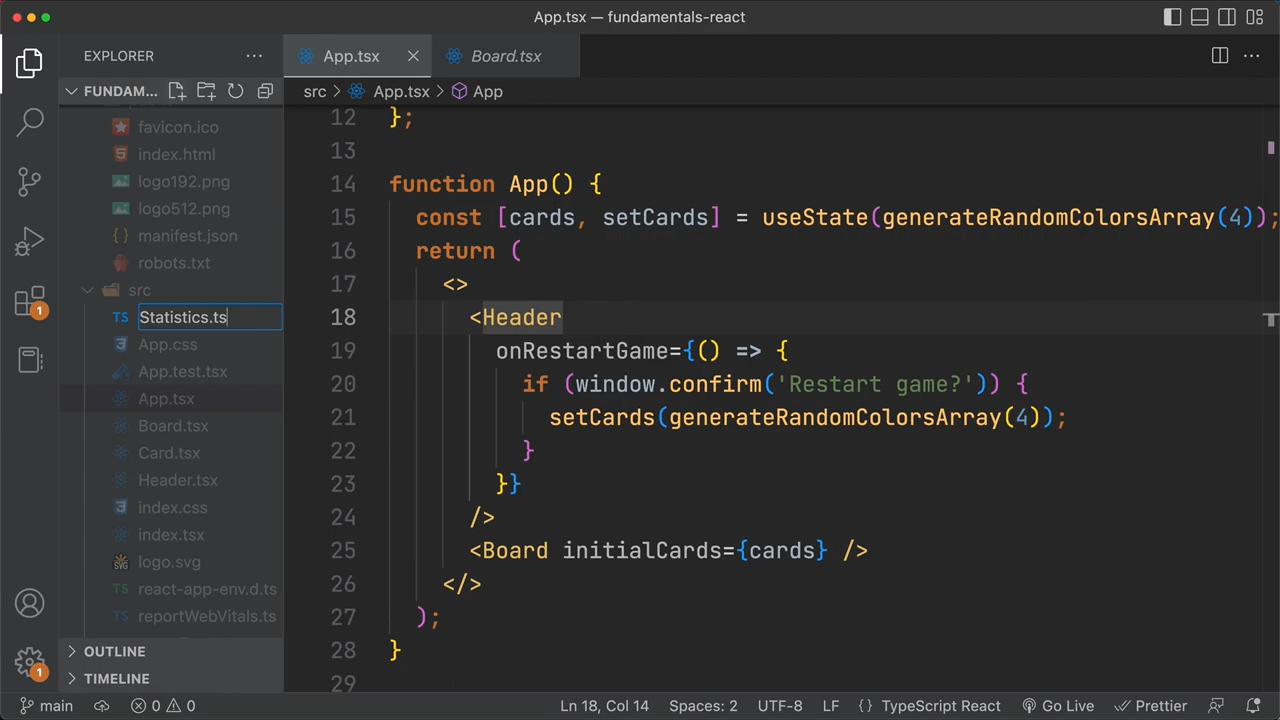 App.tsx — fundamentals-react
EXPLORER
App.tsx
Board.tsx
FUNDAM...
src > App.tsx > App
favicon.ico
index.html
logo192.png
logo512.png
manifest.json
robots.txt
src
TS Statistics.ts
App.css
App.test.tsx
App.tsx
Board.tsx
Card.tsx
Header.tsx
index.css
index.tsx
logo.svg
TS react-app-env.d.ts
TS reportWebVitals.ts
OUTLINE
TIMELINE
12 };
13
14 function App() {
15 const [cards, setCards] = useState(generateRandomColorsArray(4));
16 return (
17 <>
18 <Header
19 onRestartGame={() => {
20 if (window.confirm('Restart game?')) {
21 setCards(generateRandomColorsArray(4));
22 }
23 }}
24 />
25 <Board initialCards={cards} />
26 </>
27 );
28 }
29
1
1
main 0 0 Ln 18, Col 14 Spaces: 2 UTF-8 LF {} TypeScript React Go Live Prettier